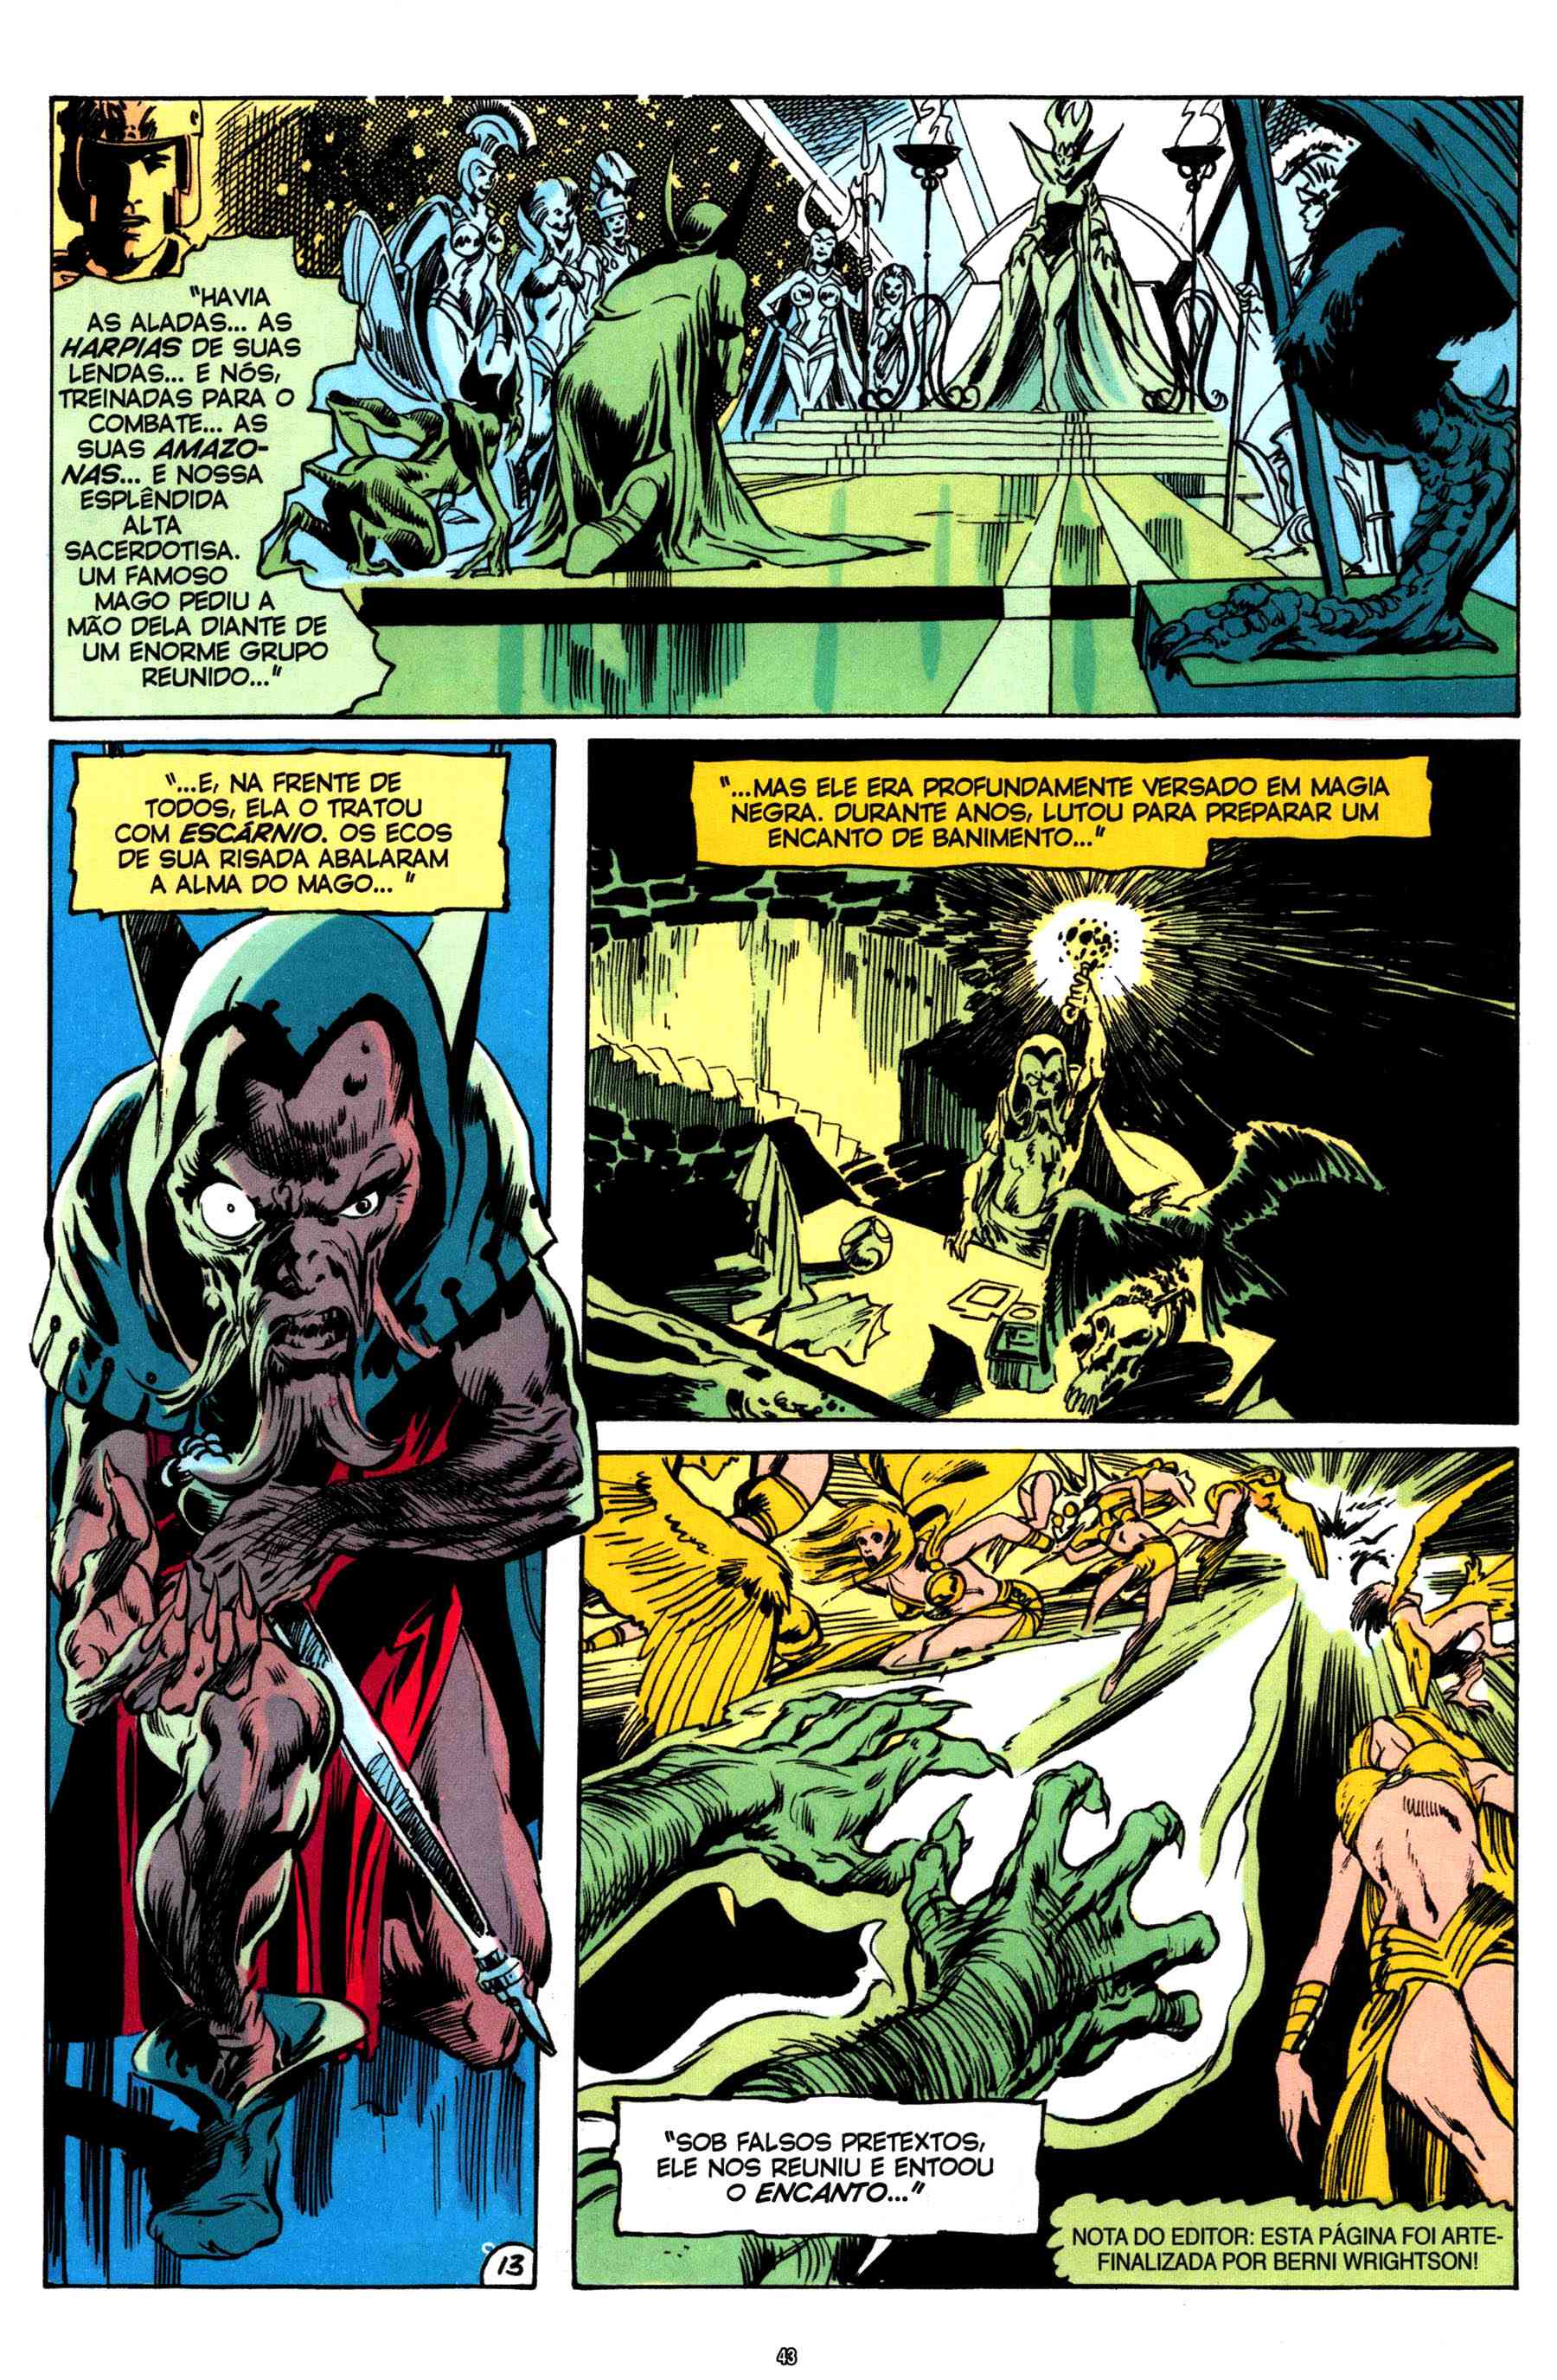 "HAVIA
AS ALADAS... AS
HARPIAS DE SUAS
LENDAS... E NÓS,
TREINADAS PARA O
COMBATE... AS
SUAS AMAZO-
NAS... E NOSSA
ESPLÊNDIDA
ALTA
SACERDOTISA.
UM FAMOSO
MAGO PEDIU A
MÃO DELA DIANTE DE
UM ENORME GRUPO
REUNIDO..."
"...E, NA FRENTE DE
TODOS, ELA O TRATOU
COM ESCÁRNIO. OS ECOS
DE SUA RISADA ABALARAM
A ALMA DO MAGO... "
"...MAS ELE ERA PROFUNDAMENTE VERSADO EM MAGIA
NEGRA. DURANTE ANOS, LUTOU PARA PREPARAR UM
ENCANTO DE BANIMENTO..."
"SOB FALSOS PRETEXTOS,
ELE NOS REUNIU E ENTOOU
O ENCANTO..."
NOTA DO EDITOR: ESTA PÁGINA FOI ARTE-
FINALIZADA POR BERNI WRIGHTSON!
13
43